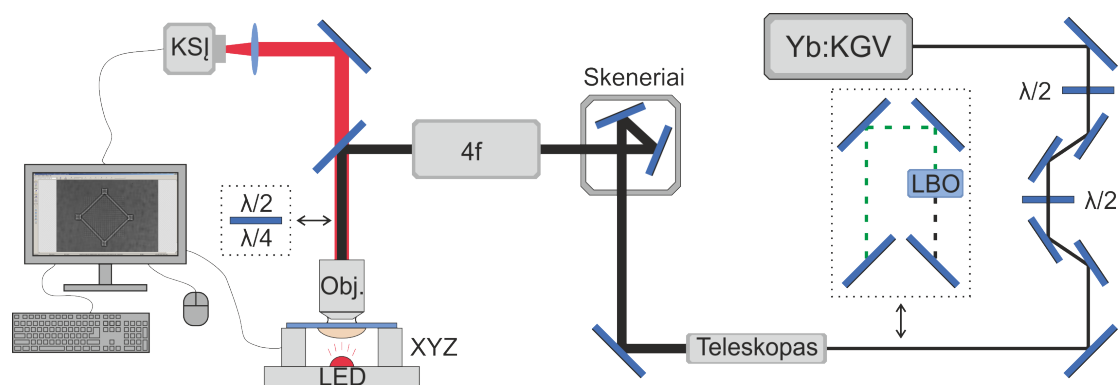 KSĮ
Skeneriai
Yb:KGV
λ/2
4f
LBO
λ/2
λ/2
λ/4
Obj.
XYZ
LED
Teleskopas